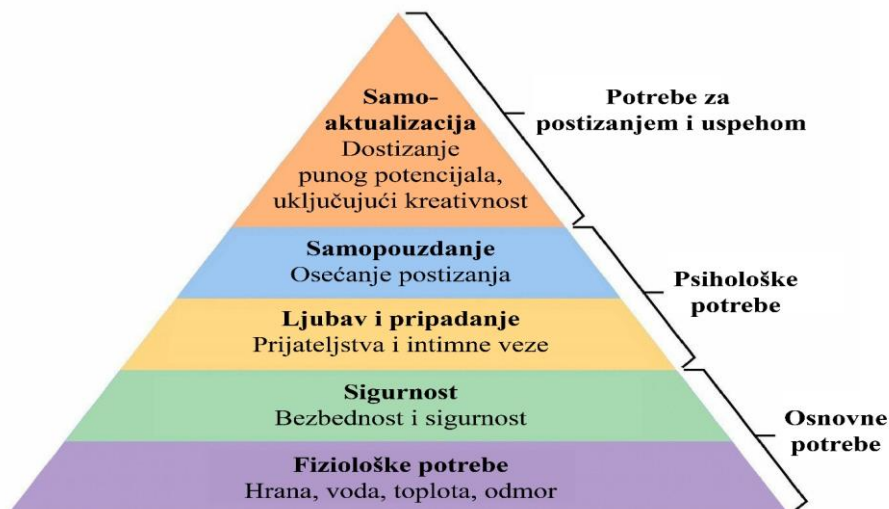 Samo-
aktualizacija
Dostizanje
punog potencijala,
uključujući kreativnost
Potrebe za
postizanjem i uspehom
Samopouzdanje
Osećanje postizanja
Psihološke
potrebe
Ljubav i pripadanje
Prijateljstva i intimne veze
Sigurnost
Bezbednost i sigurnost
Osnovne
potrebe
Fiziološke potrebe
Hrana, voda, toplota, odmor